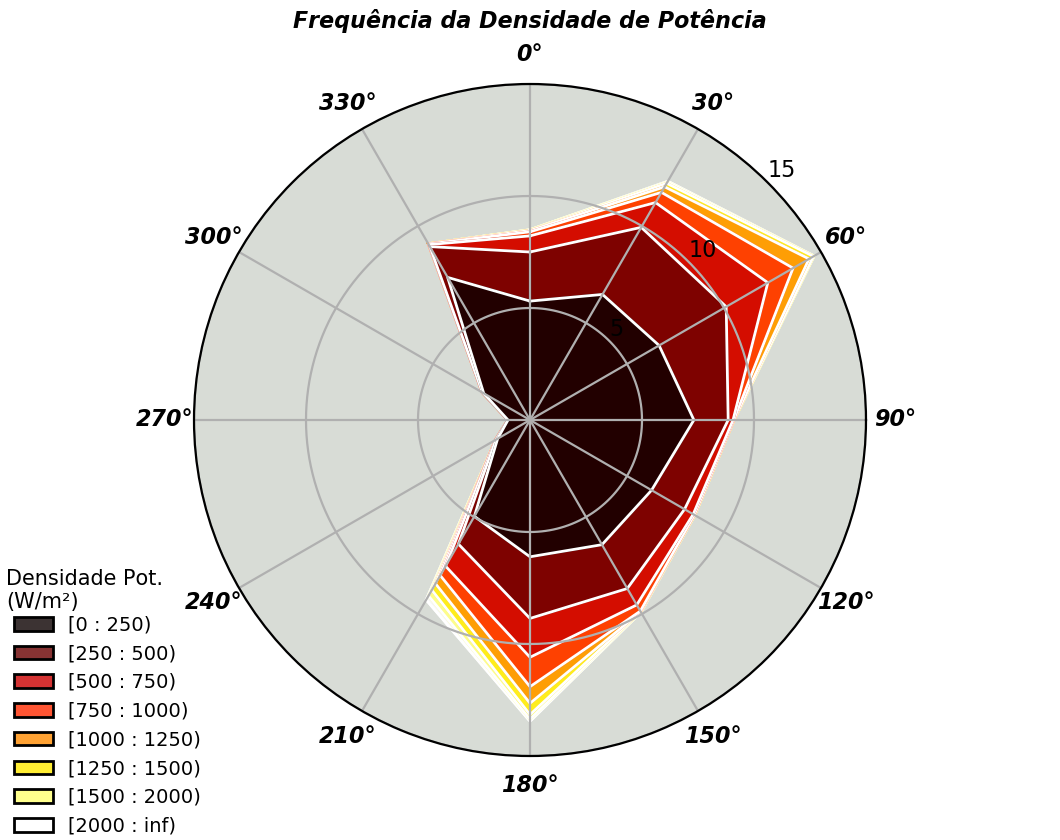 Frequência da Densidade de Potência
0°
330°
30°
15
300°
60°
10
5
270°
90°
240°
120°
210°
150°
180°
Densidade Pot.
(W/m²)
[0 : 250)
[250 : 500)
[500 : 750)
[750 : 1000)
[1000 : 1250)
[1250 : 1500)
[1500 : 2000)
[2000 : inf)